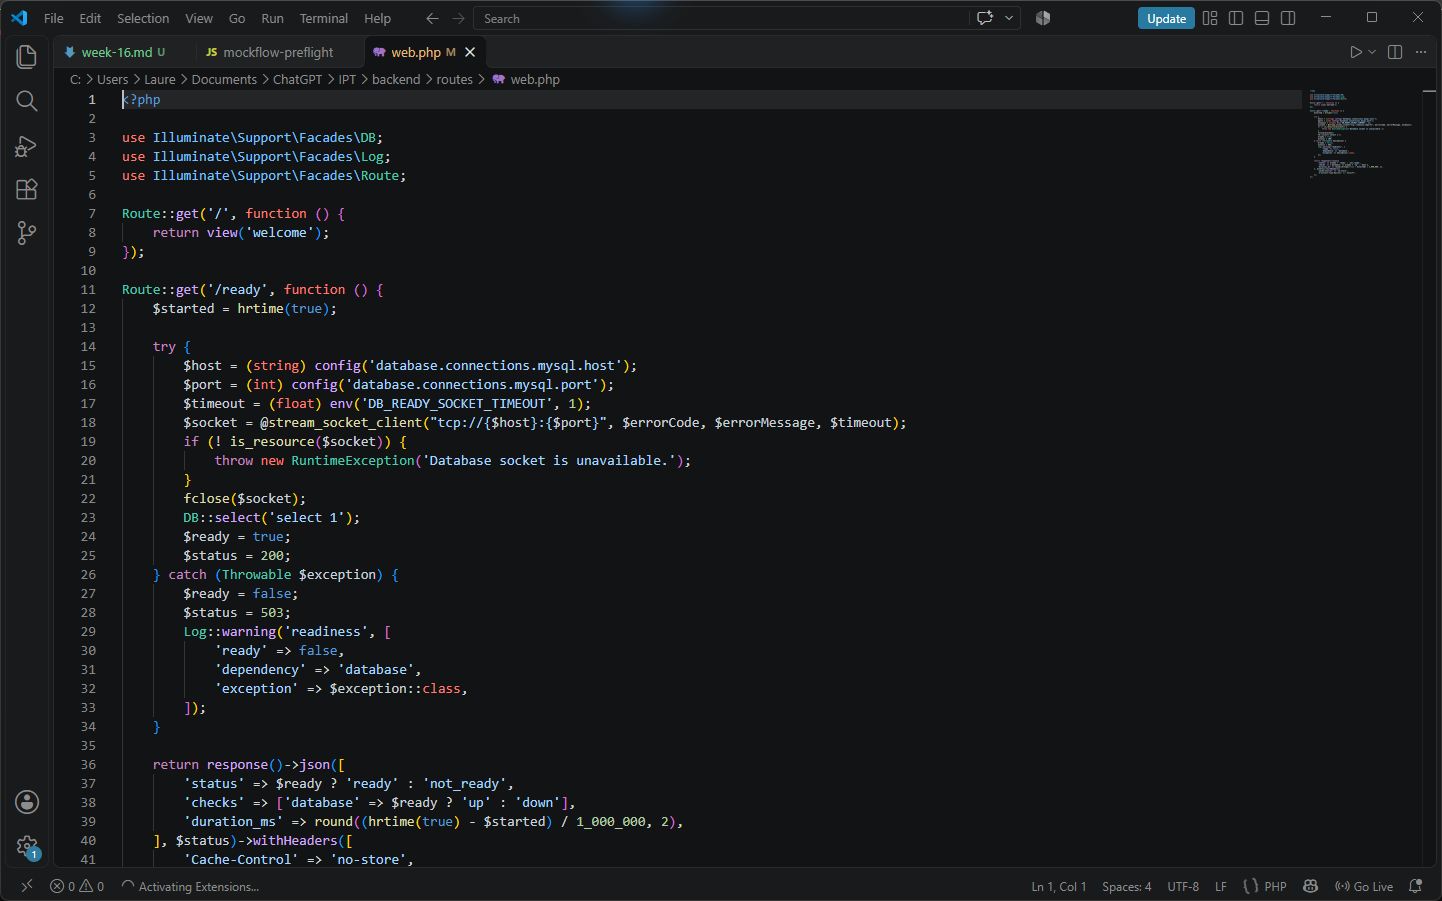 File Edit Selection View Go Run Terminal Help Search Update
week-16.md U JS mockflow-preflight web.php M
C: > Users > Laure > Documents > ChatGPT > IPT > backend > routes > web.php
1 <?php
2
3 use Illuminate\Support\Facades\DB;
4 use Illuminate\Support\Facades\Log;
5 use Illuminate\Support\Facades\Route;
6
7 Route::get('/', function () {
8     return view('welcome');
9 });
10
11 Route::get('/ready', function () {
12     $started = hrtime(true);
13
14     try {
15         $host = (string) config('database.connections.mysql.host');
16         $port = (int) config('database.connections.mysql.port');
17         $timeout = (float) env('DB_READY_SOCKET_TIMEOUT', 1);
18         $socket = @stream_socket_client("tcp://{$host}:{$port}", $errorCode, $errorMessage, $timeout);
19         if (! is_resource($socket)) {
20             throw new RuntimeException('Database socket is unavailable.');
21         }
22         fclose($socket);
23         DB::select('select 1');
24         $ready = true;
25         $status = 200;
26     } catch (Throwable $exception) {
27         $ready = false;
28         $status = 503;
29         Log::warning('readiness', [
30             'ready' => false,
31             'dependency' => 'database',
32             'exception' => $exception::class,
33         ]);
34     }
35
36     return response()->json([
37         'status' => $ready ? 'ready' : 'not_ready',
38         'checks' => ['database' => $ready ? 'up' : 'down'],
39         'duration_ms' => round((hrtime(true) - $started) / 1_000_000, 2),
40     ], $status)->withHeaders([
41         'Cache-Control' => 'no-store',
1
0 0 Activating Extensions... Ln 1, Col 1 Spaces: 4 UTF-8 LF {} PHP Go Live